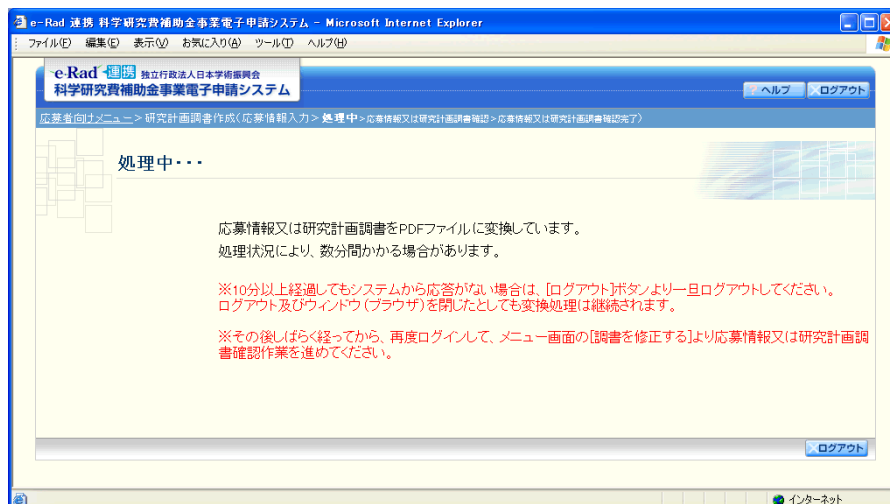 e-Rad 連携 科学研究費補助金事業電子申請システム - Microsoft Internet Explorer
ファイル(F) 編集(E) 表示(V) お気に入り(A) ツール(T) ヘルプ(H)
e-Rad 連携 独立行政法人日本学術振興会
科学研究費補助金事業電子申請システム
? ヘルプ ログアウト
応募者向けメニュー>研究計画調書作成(応募情報入力>処理中>応募情報又は研究計画調書確認>応募情報又は研究計画調書確認完了)
処理中・・・
応募情報又は研究計画調書をPDFファイルに変換しています。
処理状況により、数分間かかる場合があります。
※10分以上経過してもシステムから応答がない場合は、[ログアウト]ボタンより一旦ログアウトしてください。
ログアウト及びウィンドウ(ブラウザ)を閉じたとしても変換処理は継続されます。
※その後しばらく経ってから、再度ログインして、メニュー画面の[調書を修正する]より応募情報又は研究計画調
書確認作業を進めてください。
ログアウト
インターネット